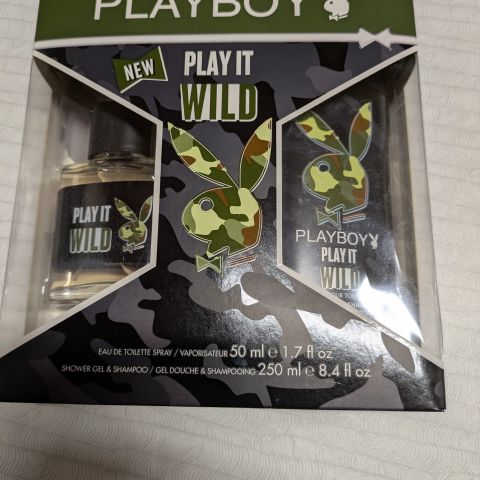 PLAYBOY
NEW
PLAY IT
WILD
PLAY IT
WILD
PLAYBOY
PLAY IT
WILD
EAU DE TOILETTE SPRAY / VAPORISATEUR 50 ml e 1.7 fl oz
SHOWER GEL & SHAMPOO / GEL DOUCHE & SHAMPOOING 250 ml e 8.4 fl oz